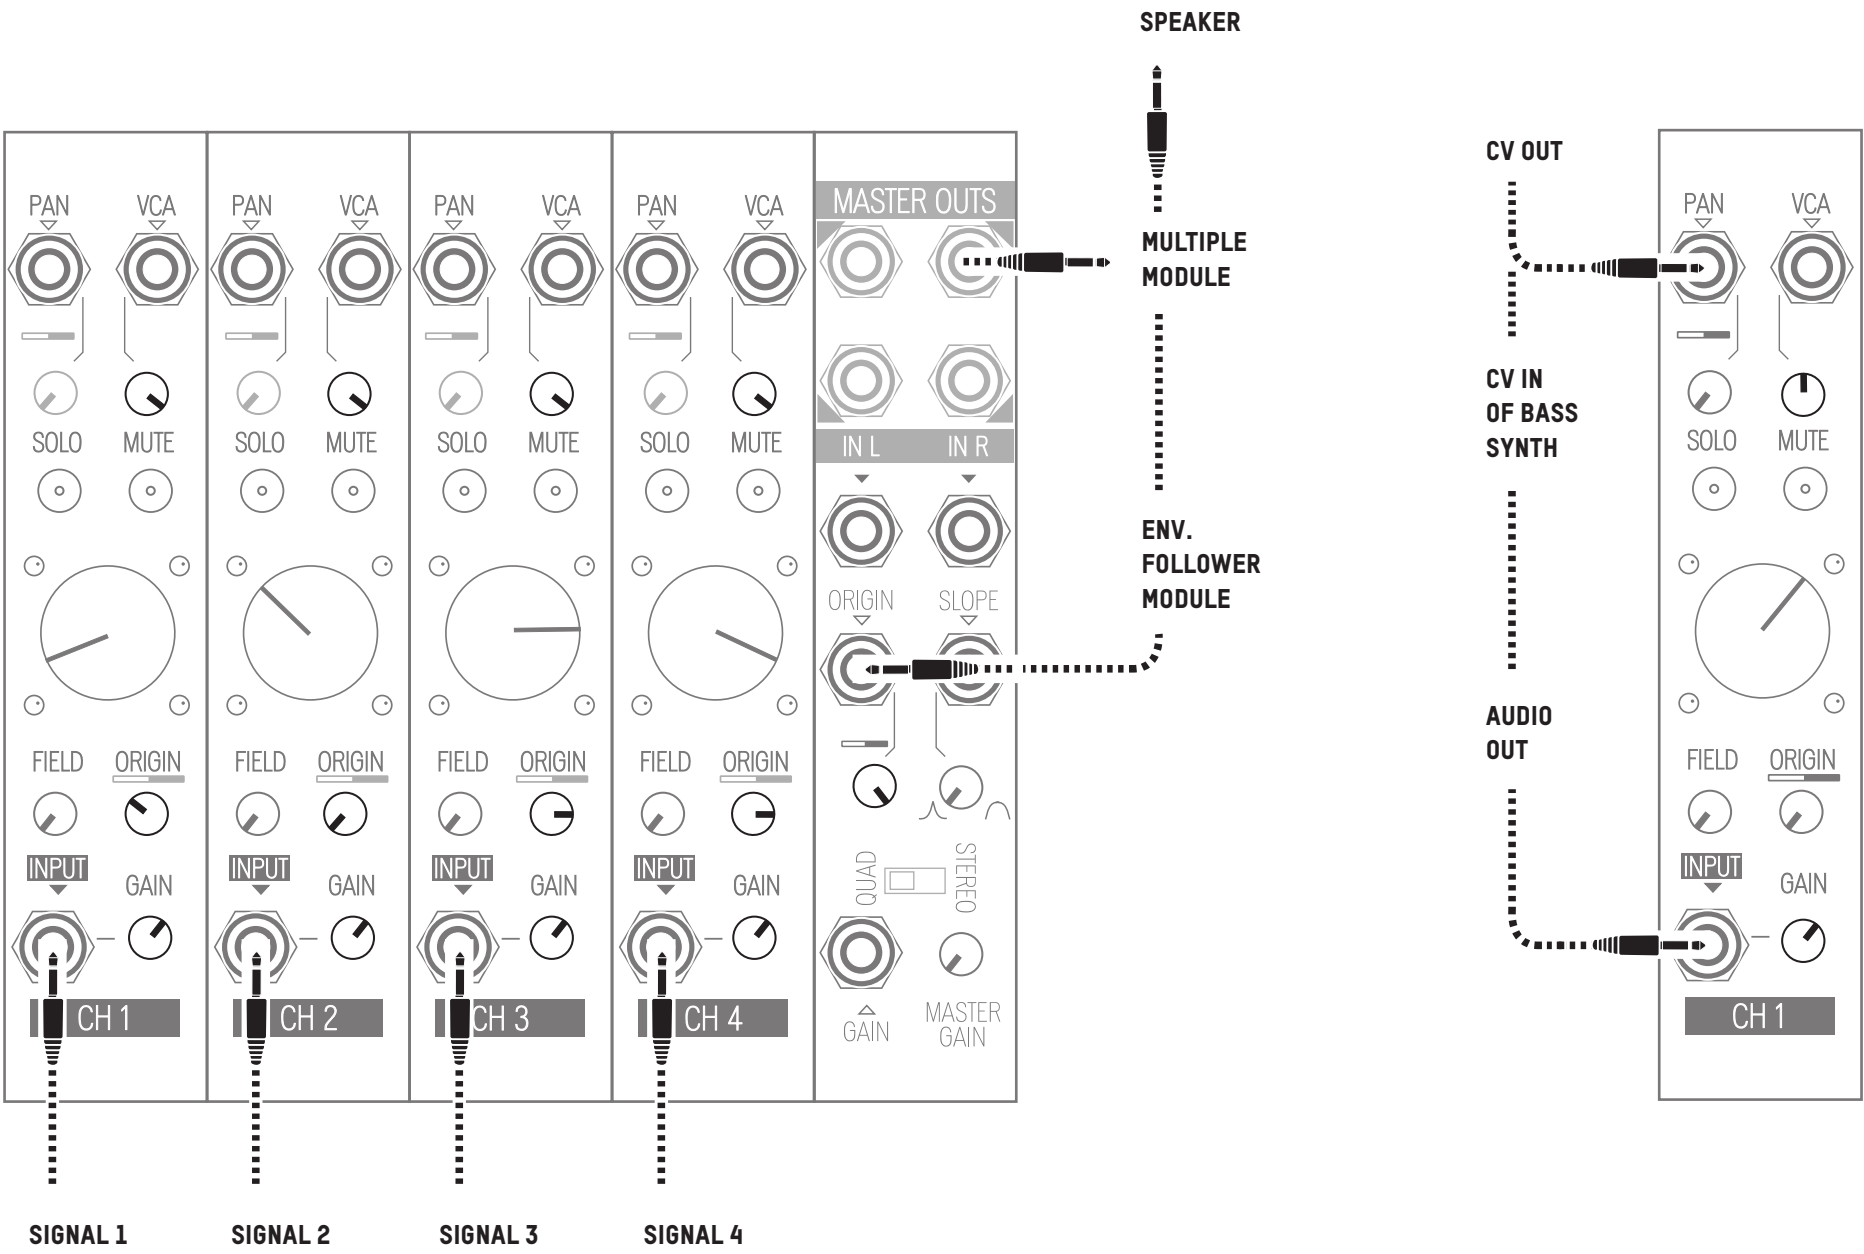 SPEAKER
CV OUT
PAN VCA PAN VCA PAN VCA PAN VCA MASTER OUTS PAN VCA
MULTIPLE
MODULE
CV IN
OF BASS
SYNTH
SOLO MUTE SOLO MUTE SOLO MUTE SOLO MUTE IN L IN R SOLO MUTE
ENV.
FOLLOWER
MODULE
ORIGIN SLOPE
AUDIO
OUT
FIELD ORIGIN FIELD ORIGIN FIELD ORIGIN FIELD ORIGIN FIELD ORIGIN
QUAD STEREO
INPUT INPUT INPUT INPUT INPUT
GAIN GAIN GAIN GAIN GAIN
CH 1 CH 2 CH 3 CH 4 CH 1
GAIN
MASTER
GAIN
SIGNAL 1 SIGNAL 2 SIGNAL 3 SIGNAL 4